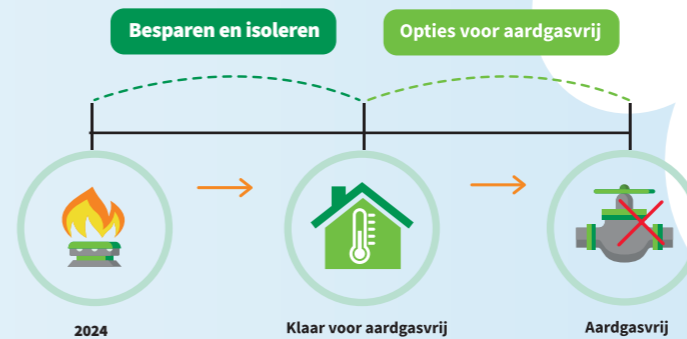 Besparen en isoleren
Opties voor aardgasvrij
2024
Klaar voor aardgasvrij
Aardgasvrij